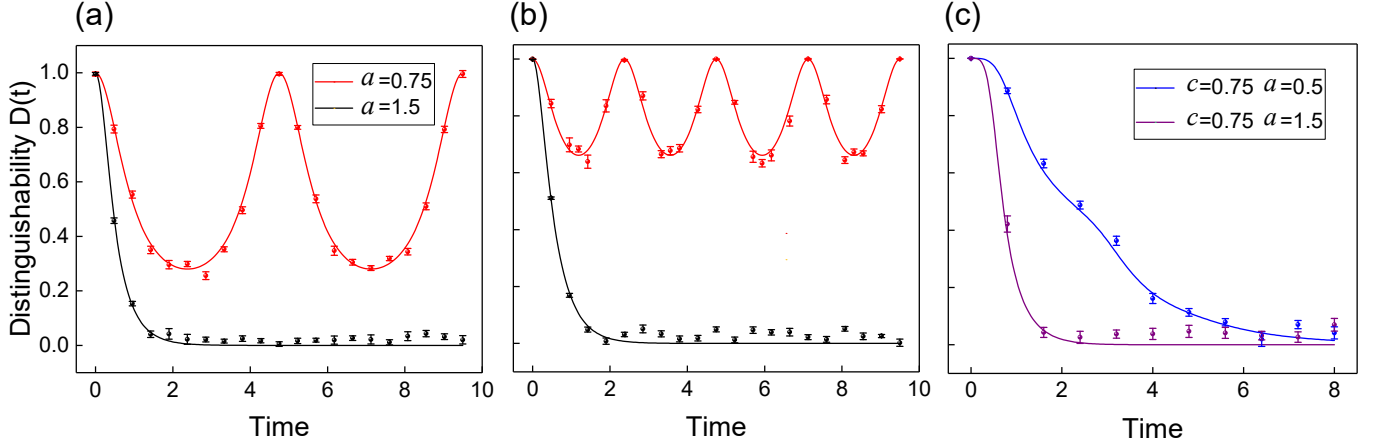 (a)
(b)
(c)
Distinguishability D(t)
1.0
0.8
0.6
0.4
0.2
0.0
a=0.75
a=1.5
c=0.75 a=0.5
c=0.75 a=1.5
0 2 4 6 8 10
0 2 4 6 8 10
0 2 4 6 8
Time
Time
Time